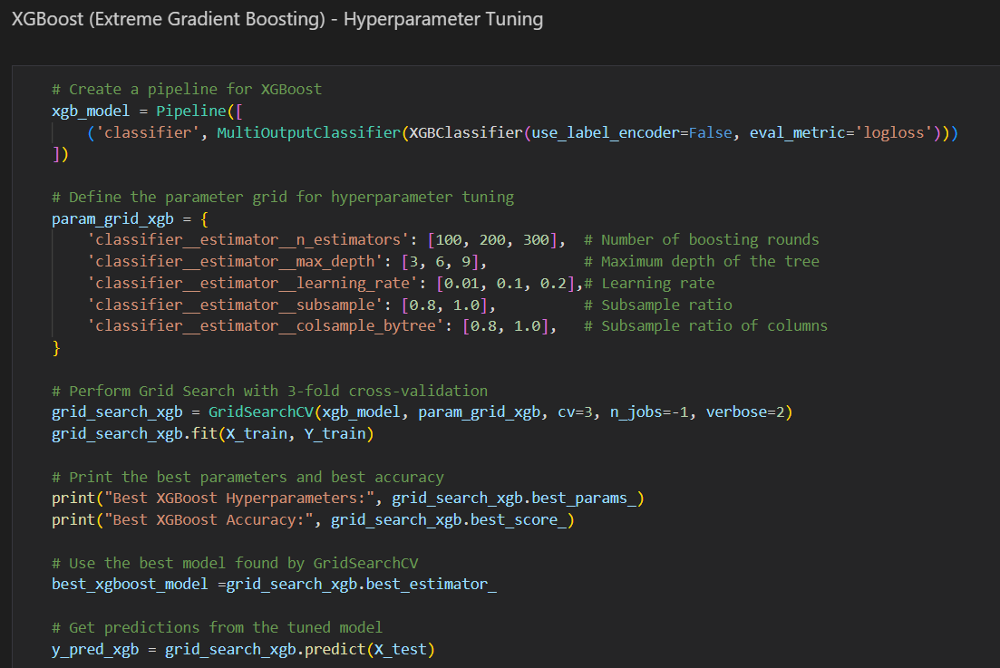 XGBoost (Extreme Gradient Boosting) - Hyperparameter Tuning
# Create a pipeline for XGBoost
xgb_model = Pipeline([
    ('classifier', MultiOutputClassifier(XGBClassifier(use_label_encoder=False, eval_metric='logloss')))
])
# Define the parameter grid for hyperparameter tuning
param_grid_xgb = {
    'classifier__estimator__n_estimators': [100, 200, 300],  # Number of boosting rounds
    'classifier__estimator__max_depth': [3, 6, 9],           # Maximum depth of the tree
    'classifier__estimator__learning_rate': [0.01, 0.1, 0.2],# Learning rate
    'classifier__estimator__subsample': [0.8, 1.0],          # Subsample ratio
    'classifier__estimator__colsample_bytree': [0.8, 1.0],   # Subsample ratio of columns
}
# Perform Grid Search with 3-fold cross-validation
grid_search_xgb = GridSearchCV(xgb_model, param_grid_xgb, cv=3, n_jobs=-1, verbose=2)
grid_search_xgb.fit(X_train, Y_train)
# Print the best parameters and best accuracy
print("Best XGBoost Hyperparameters:", grid_search_xgb.best_params_)
print("Best XGBoost Accuracy:", grid_search_xgb.best_score_)
# Use the best model found by GridSearchCV
best_xgboost_model =grid_search_xgb.best_estimator_
# Get predictions from the tuned model
y_pred_xgb = grid_search_xgb.predict(X_test)